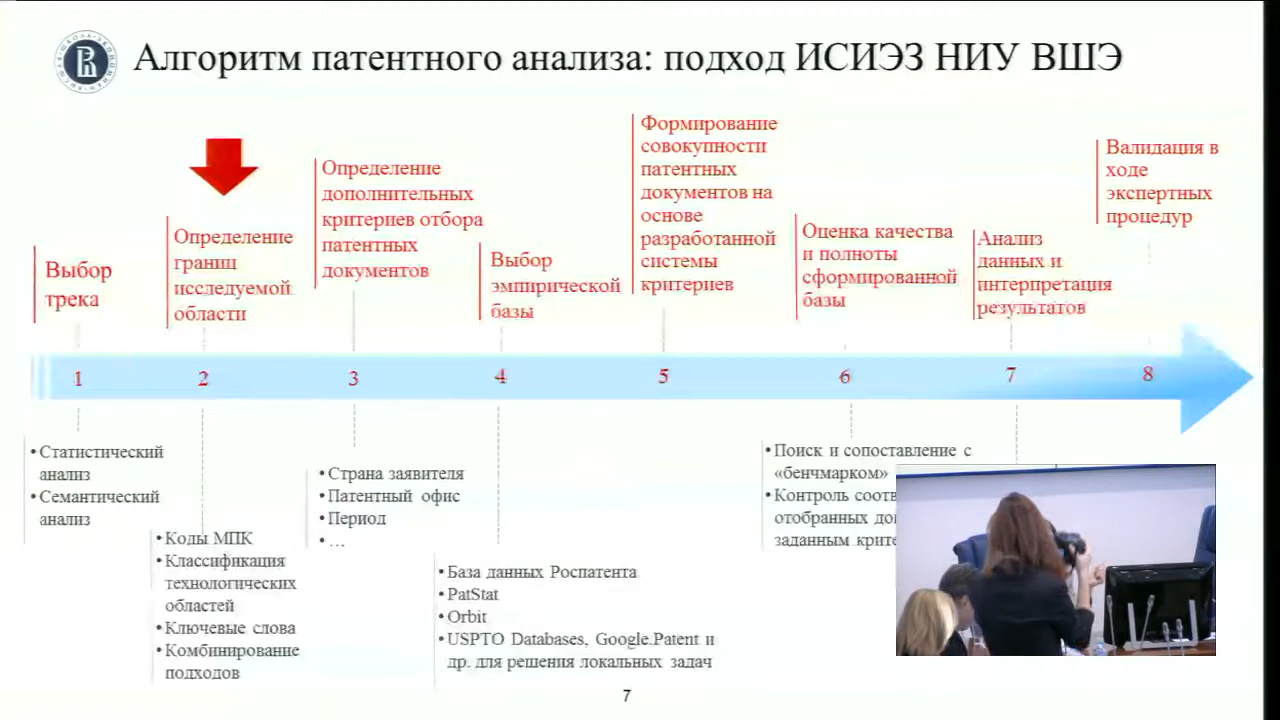 Алгоритм патентного анализа: подход ИСИЭЗ НИУ ВШЭ
Выбор
трека
Определение
границ
исследуемой
области
Определение
дополнительных
критериев отбора
патентных
документов
Выбор
эмпирической
базы
Формирование
совокупности
патентных
документов на
основе
разработанной
системы
критериев
Оценка качества
и полноты
сформированной
базы
Анализ
данных и
интерпретация
результатов
Валидация в
ходе
экспертных
процедур
1 2 3 4 5 6 7 8
• Статистический
анализ
• Семантический
анализ
• Коды МПК
• Классификация
технологических
областей
• Ключевые слова
• Комбинирование
подходов
• Страна заявителя
• Патентный офис
• Период
• ...
• База данных Роспатента
• PatStat
• Orbit
• USPTO Databases, Google.Patent и
др. для решения локальных задач
• Поиск и сопоставление с
«бенчмарком»
• Контроль
отобранных
заданным
7